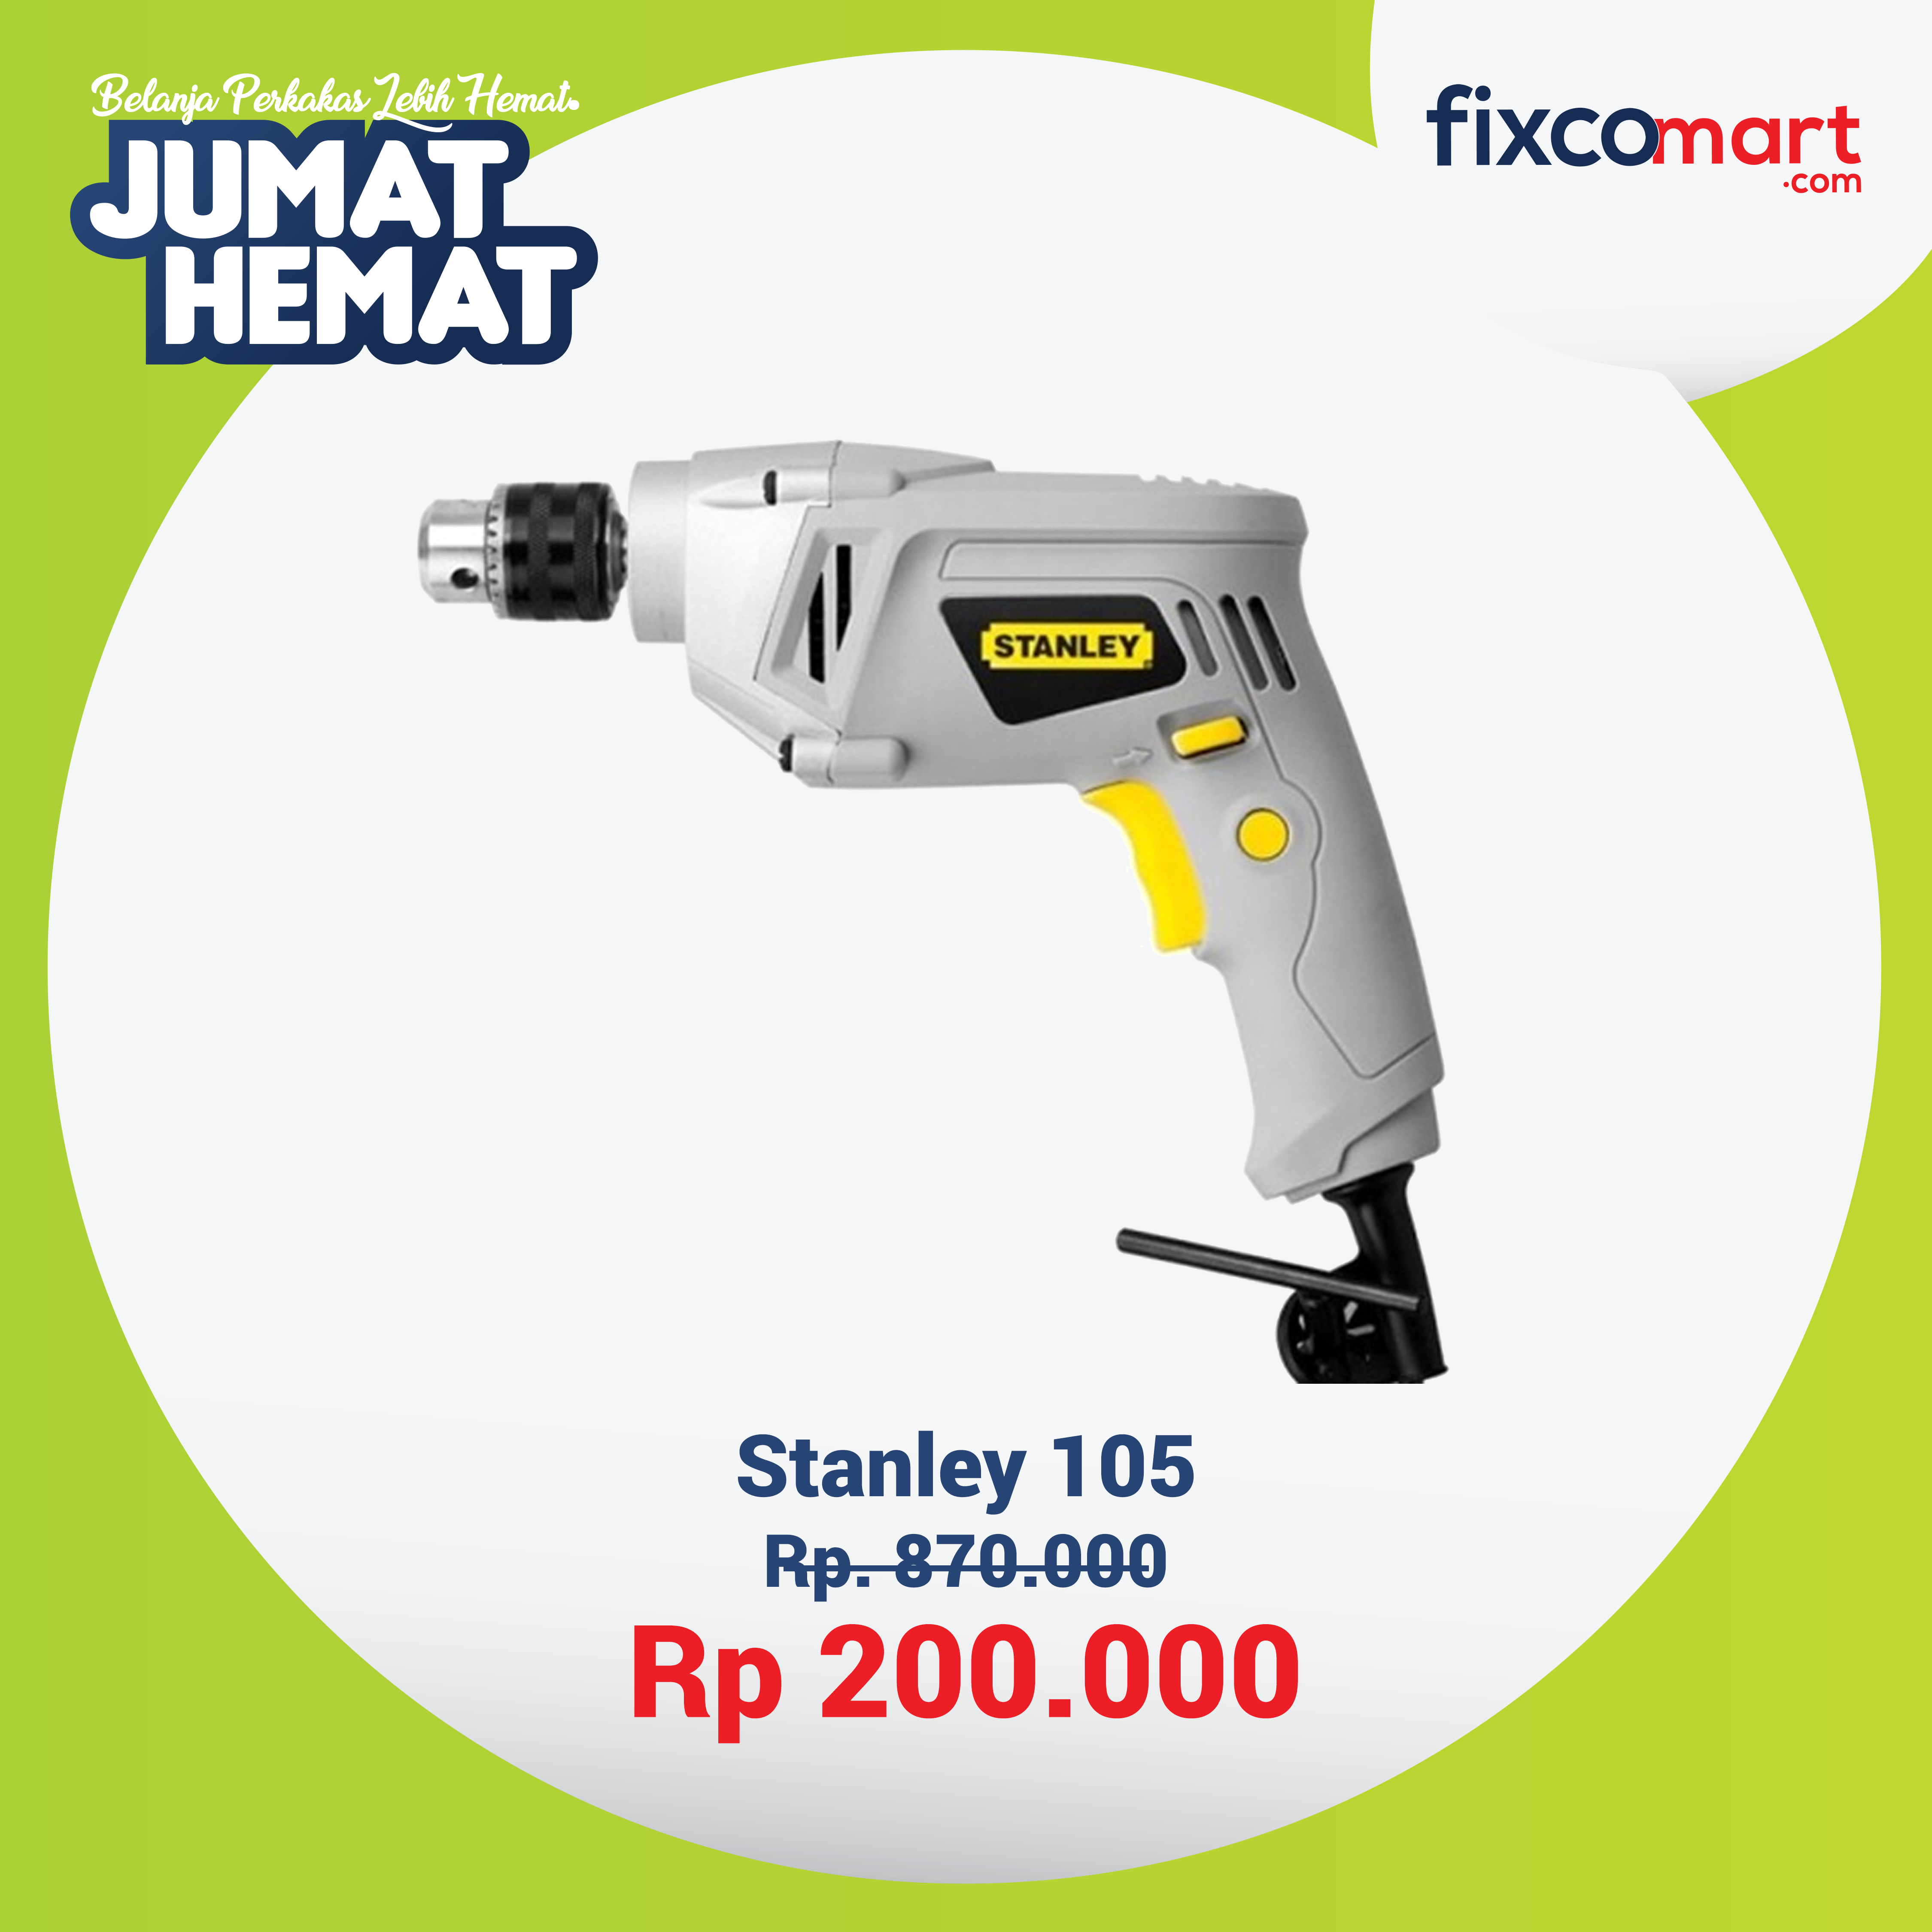 Belanja Perkakas Lebih Hemat.
JUMAT
HEMAT
fixcomart
.com
STANLEY
Stanley 105
Rp. 870.000
Rp 200.000